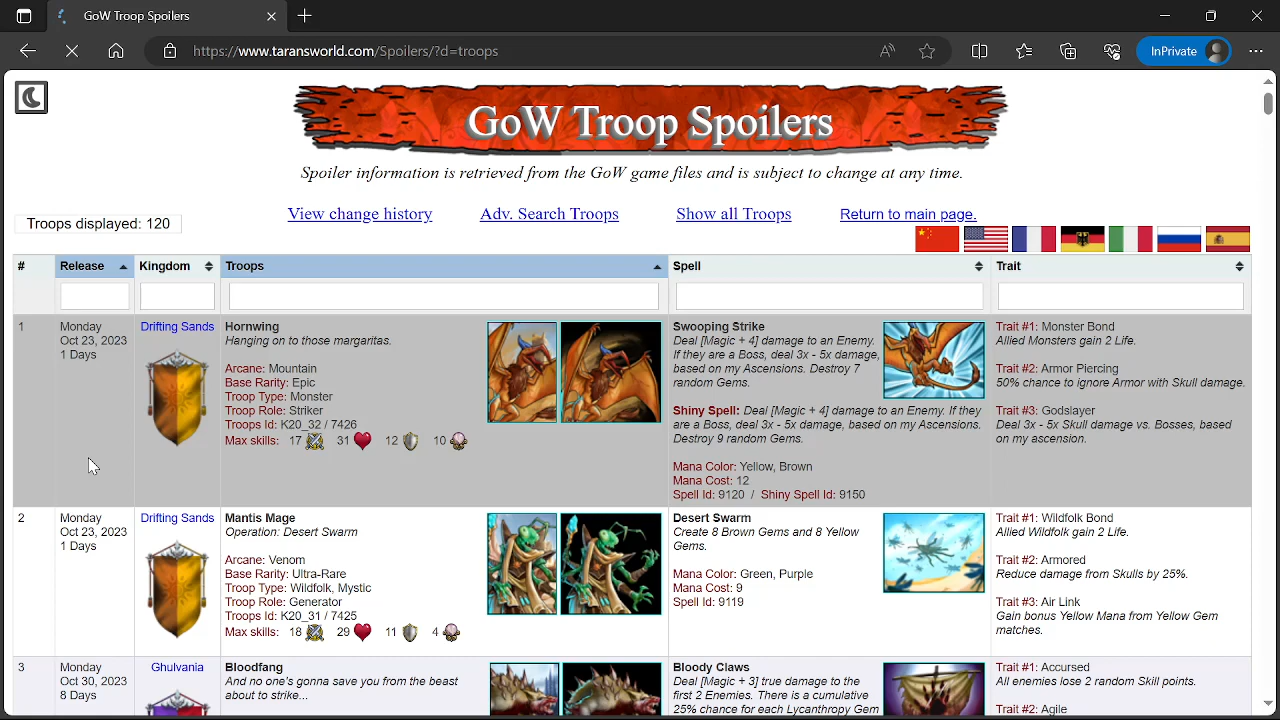 GoW Troop Spoilers
https://www.taransworld.com/Spoilers/?d=troops
InPrivate
GoW Troop Spoilers
Spoiler information is retrieved from the GoW game files and is subject to change at any time.
Troops displayed: 120
View change history
Adv. Search Troops
Show all Troops
Return to main page.
# Release Kingdom Troops Spell Trait
1
Monday
Oct 23, 2023
1 Days
Drifting Sands
Hornwing
Hanging on to those margaritas.
Arcane: Mountain
Base Rarity: Epic
Troop Type: Monster
Troop Role: Striker
Troops Id: K20_32 / 7426
Max skills: 17 31 12 10
Swooping Strike
Deal [Magic + 4] damage to an Enemy.
If they are a Boss, deal 3x - 5x damage,
based on my Ascensions. Destroy 7
random Gems.
Shiny Spell: Deal [Magic + 4] damage to an Enemy. If they
are a Boss, deal 3x - 5x damage, based on my Ascensions.
Destroy 9 random Gems.
Mana Color: Yellow, Brown
Mana Cost: 12
Spell Id: 9120 / Shiny Spell Id: 9150
Trait #1: Monster Bond
Allied Monsters gain 2 Life.
Trait #2: Armor Piercing
50% chance to ignore Armor with Skull damage.
Trait #3: Godslayer
Deal 3x - 5x Skull damage vs. Bosses, based
on my ascension.
2
Monday
Oct 23, 2023
1 Days
Drifting Sands
Mantis Mage
Operation: Desert Swarm
Arcane: Venom
Base Rarity: Ultra-Rare
Troop Type: Wildfolk, Mystic
Troop Role: Generator
Troops Id: K20_31 / 7425
Max skills: 18 29 11 4
Desert Swarm
Create 8 Brown Gems and 8 Yellow
Gems.
Mana Color: Green, Purple
Mana Cost: 9
Spell Id: 9119
Trait #1: Wildfolk Bond
Allied Wildfolk gain 2 Life.
Trait #2: Armored
Reduce damage from Skulls by 25%.
Trait #3: Air Link
Gain bonus Yellow Mana from Yellow Gem
matches.
3
Monday
Oct 30, 2023
8 Days
Ghulvania
Bloodfang
And no one's gonna save you from the beast
about to strike...
Bloody Claws
Deal [Magic + 4] true damage to the
first 2 Enemies. There is a cumulative
25% chance for each Lycanthropy Gem
Trait #1: Accursed
All enemies lose 2 random Skill points.
Trait #2: Agile